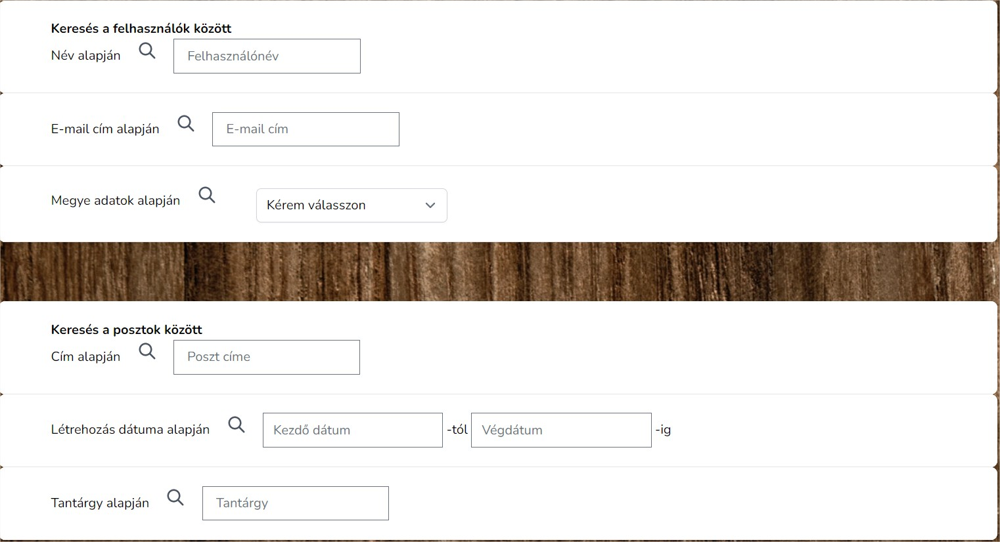 Keresés a felhasználók között
Név alapján Felhasználónév
E-mail cím alapján E-mail cím
Megye adatok alapján Kérem válasszon
Keresés a posztok között
Cím alapján Poszt címe
Létrehozás dátuma alapján Kezdő dátum -tól Végdátum -ig
Tantárgy alapján Tantárgy